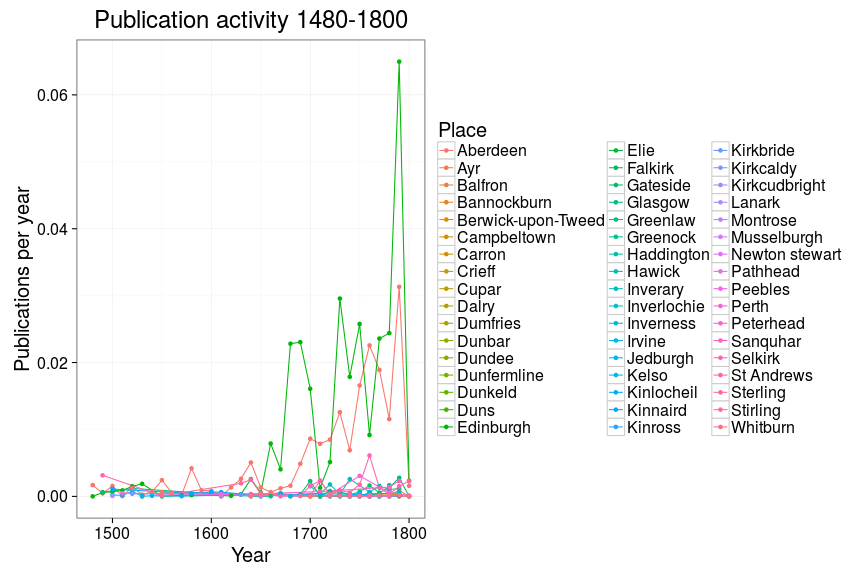 Publication activity 1480-1800
Publications per year
0.06
0.04
0.02
0.00
1500
1600
1700
1800
Year
Place
Aberdeen
Ayr
Balfron
Bannockburn
Berwick-upon-Tweed
Campbeltown
Carron
Crieff
Cupar
Dalry
Dumfries
Dunbar
Dundee
Dunfermline
Dunkeld
Duns
Edinburgh
Elie
Falkirk
Gateside
Glasgow
Greenlaw
Greenock
Haddington
Hawick
Inverary
Inverlochie
Inverness
Irvine
Jedburgh
Kelso
Kinlocheil
Kinnaird
Kinross
Kirkbride
Kirkcaldy
Kirkcudbright
Lanark
Montrose
Musselburgh
Newton stewart
Pathhead
Peebles
Perth
Peterhead
Sanquhar
Selkirk
St Andrews
Sterling
Stirling
Whitburn